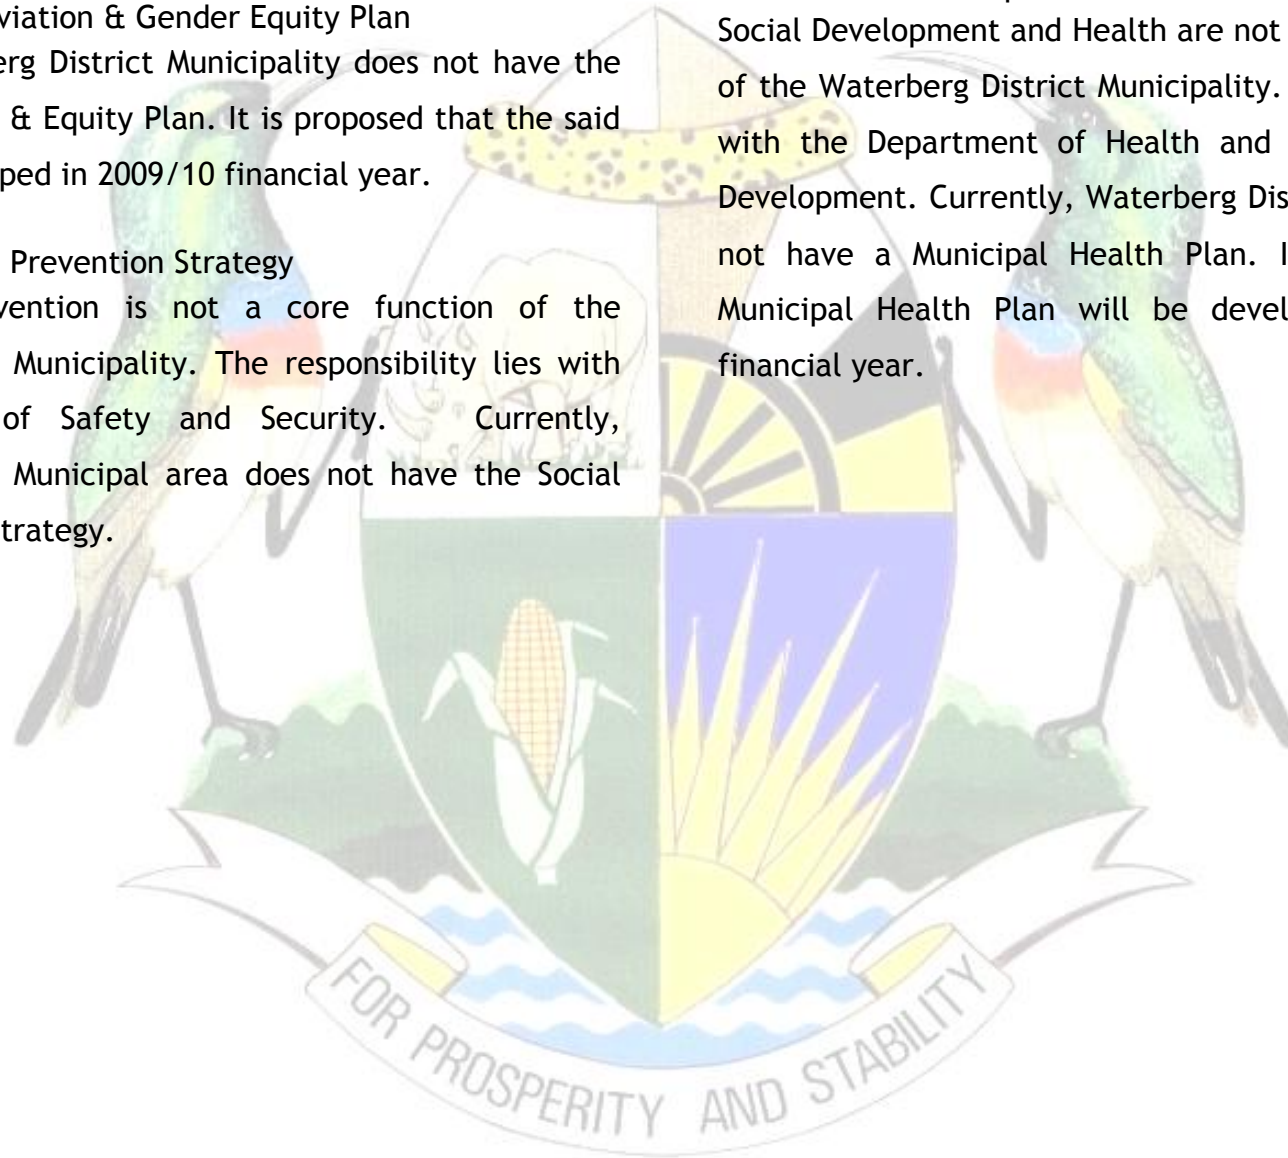 viation & Gender Equity Plan
erg District Municipality does not have the
& Equity Plan. It is proposed that the said
ped in 2009/10 financial year.
Prevention Strategy
vention is not a core function of the
Municipality. The responsibility lies with
of Safety and Security. Currently,
Municipal area does not have the Social
trategy.
Social Development and Health are not
of the Waterberg District Municipality.
with the Department of Health and
Development. Currently, Waterberg Dis
not have a Municipal Health Plan. I
Municipal Health Plan will be devel
financial year.
FOR PROSPERITY AND STABILITY